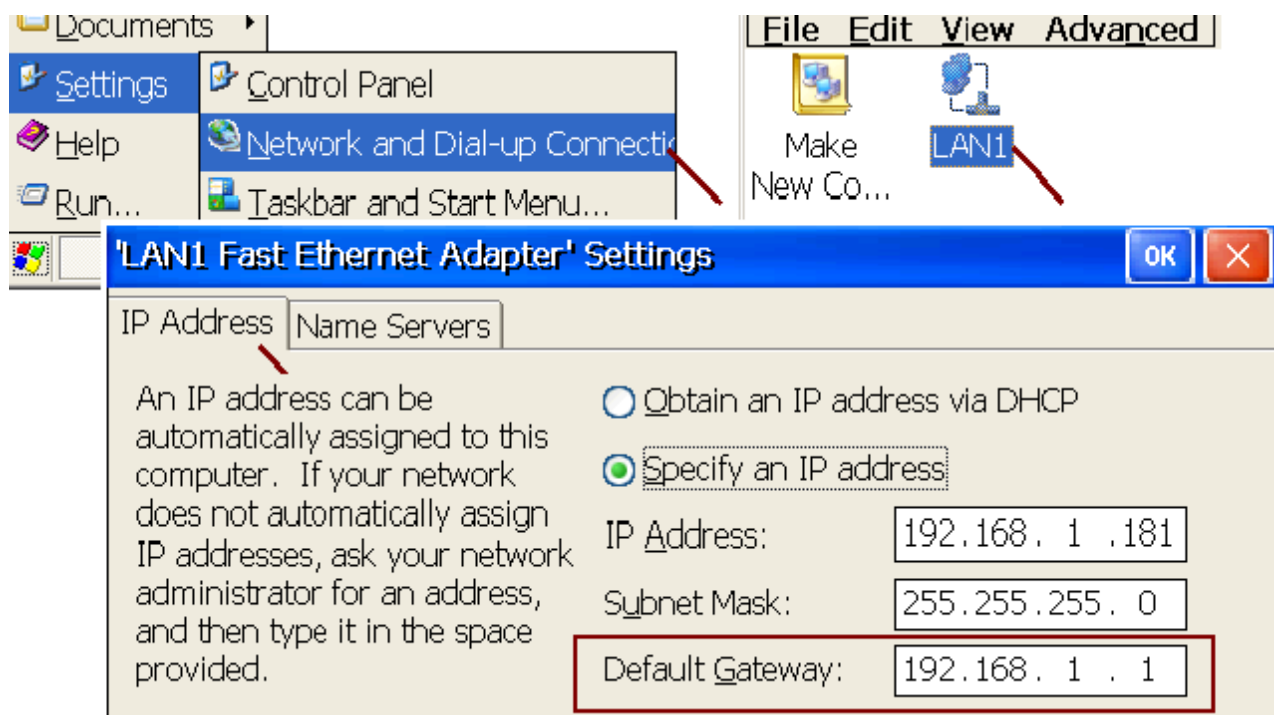 Documents
Settings
Help
Run...
Control Panel
Network and Dial-up Connectio
Taskbar and Start Menu...
File Edit View Advanced
Make
New Co...
LAN1
'LAN1 Fast Ethernet Adapter' Settings
OK
IP Address
Name Servers
An IP address can be
automatically assigned to this
computer. If your network
does not automatically assign
IP addresses, ask your network
administrator for an address,
and then type it in the space
provided.
Obtain an IP address via DHCP
Specify an IP address
IP Address: 192.168. 1 .181
Subnet Mask: 255.255.255. 0
Default Gateway: 192.168. 1 . 1